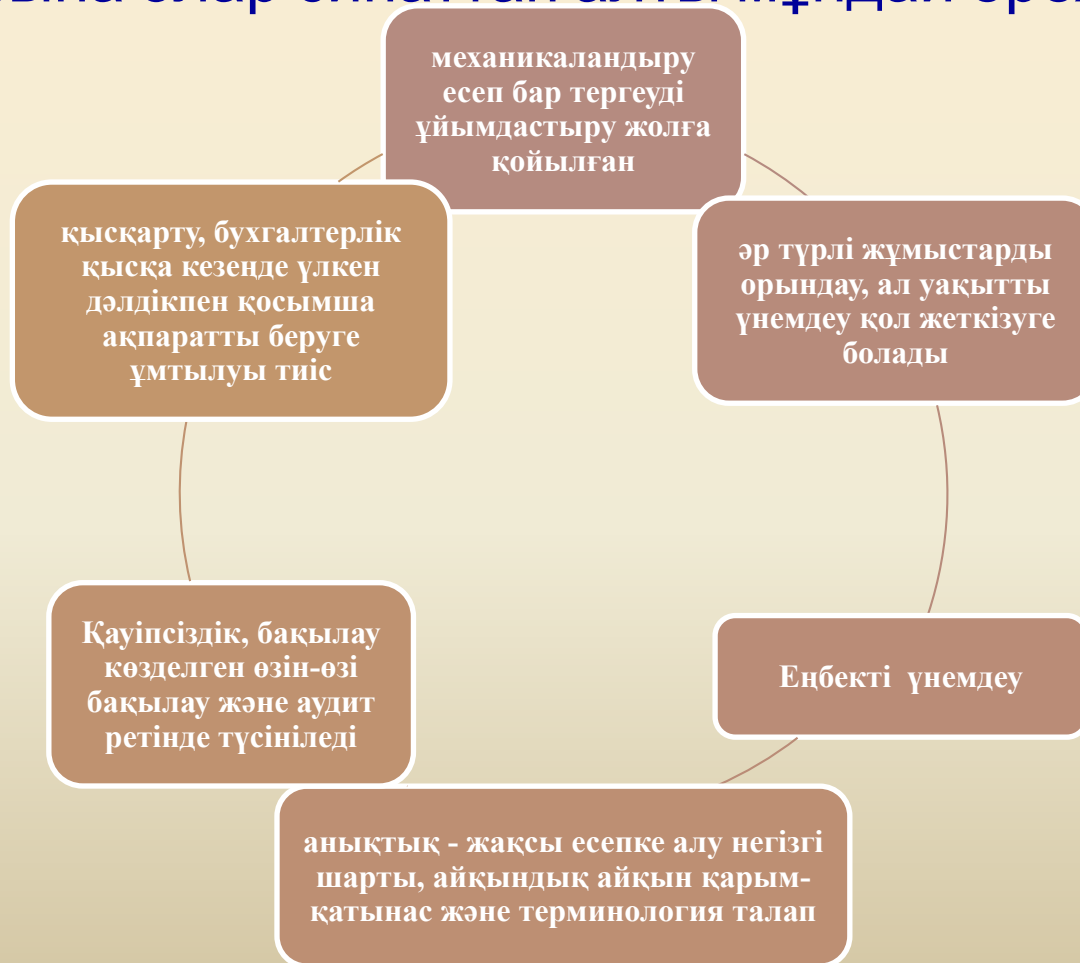 механикаландыру
есеп бар тергеуді
ұйымдастыру жолға
қойылған
әр түрлі жұмыстарды
орындау, ал уақытты
үнемдеу қол жеткізуге
болады
Еңбекті үнемдеу
анықтық - жақсы есепке алу негізгі
шарты, айқындық айқын қарым-
қатынас және терминология талап
Қауіпсіздік, бақылау
көзделген өзін-өзі
бақылау және аудит
ретінде түсініледі
қысқарту, бухгалтерлік
қысқа кезеңде үлкен
дәлдікпен қосымша
ақпаратты беруге
ұмтылуы тиіс